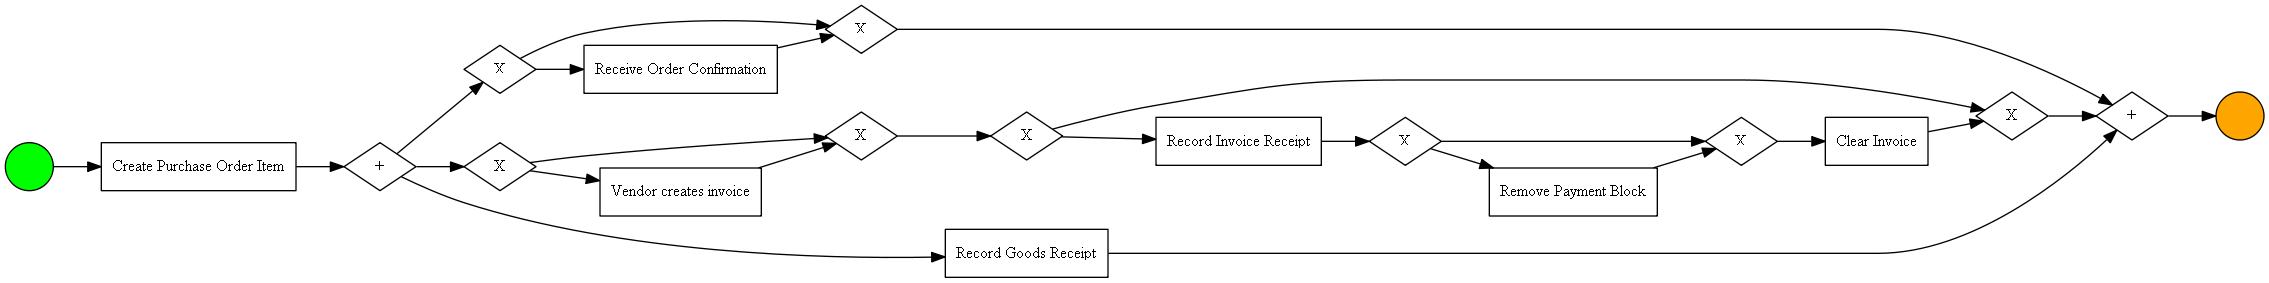 X
X
Receive Order Confirmation
Create Purchase Order Item
+
X
Vendor creates invoice
X
X
Record Invoice Receipt
X
Remove Payment Block
X
Clear Invoice
X
+
Record Goods Receipt